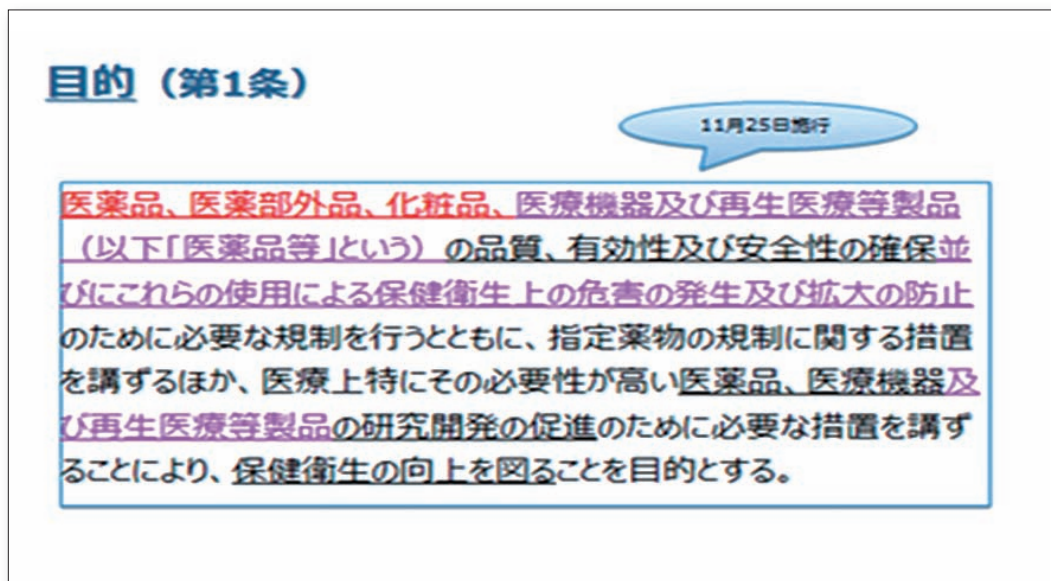 目的（第1条）
11月25日施行
医薬品、医薬部外品、化粧品、医療機器及び再生医療等製品
（以下「医薬品等」という）の品質、有効性及び安全性の確保並
びにこれらの使用による保健衛生上の危害の発生及び拡大の防止
のために必要な規制を行うとともに、指定薬物の規制に関する措置
を講ずるほか、医療上特にその必要性が高い医薬品、医療機器及
び再生医療等製品の研究開発の促進のために必要な措置を講ず
ることにより、保健衛生の向上を図ることを目的とする。